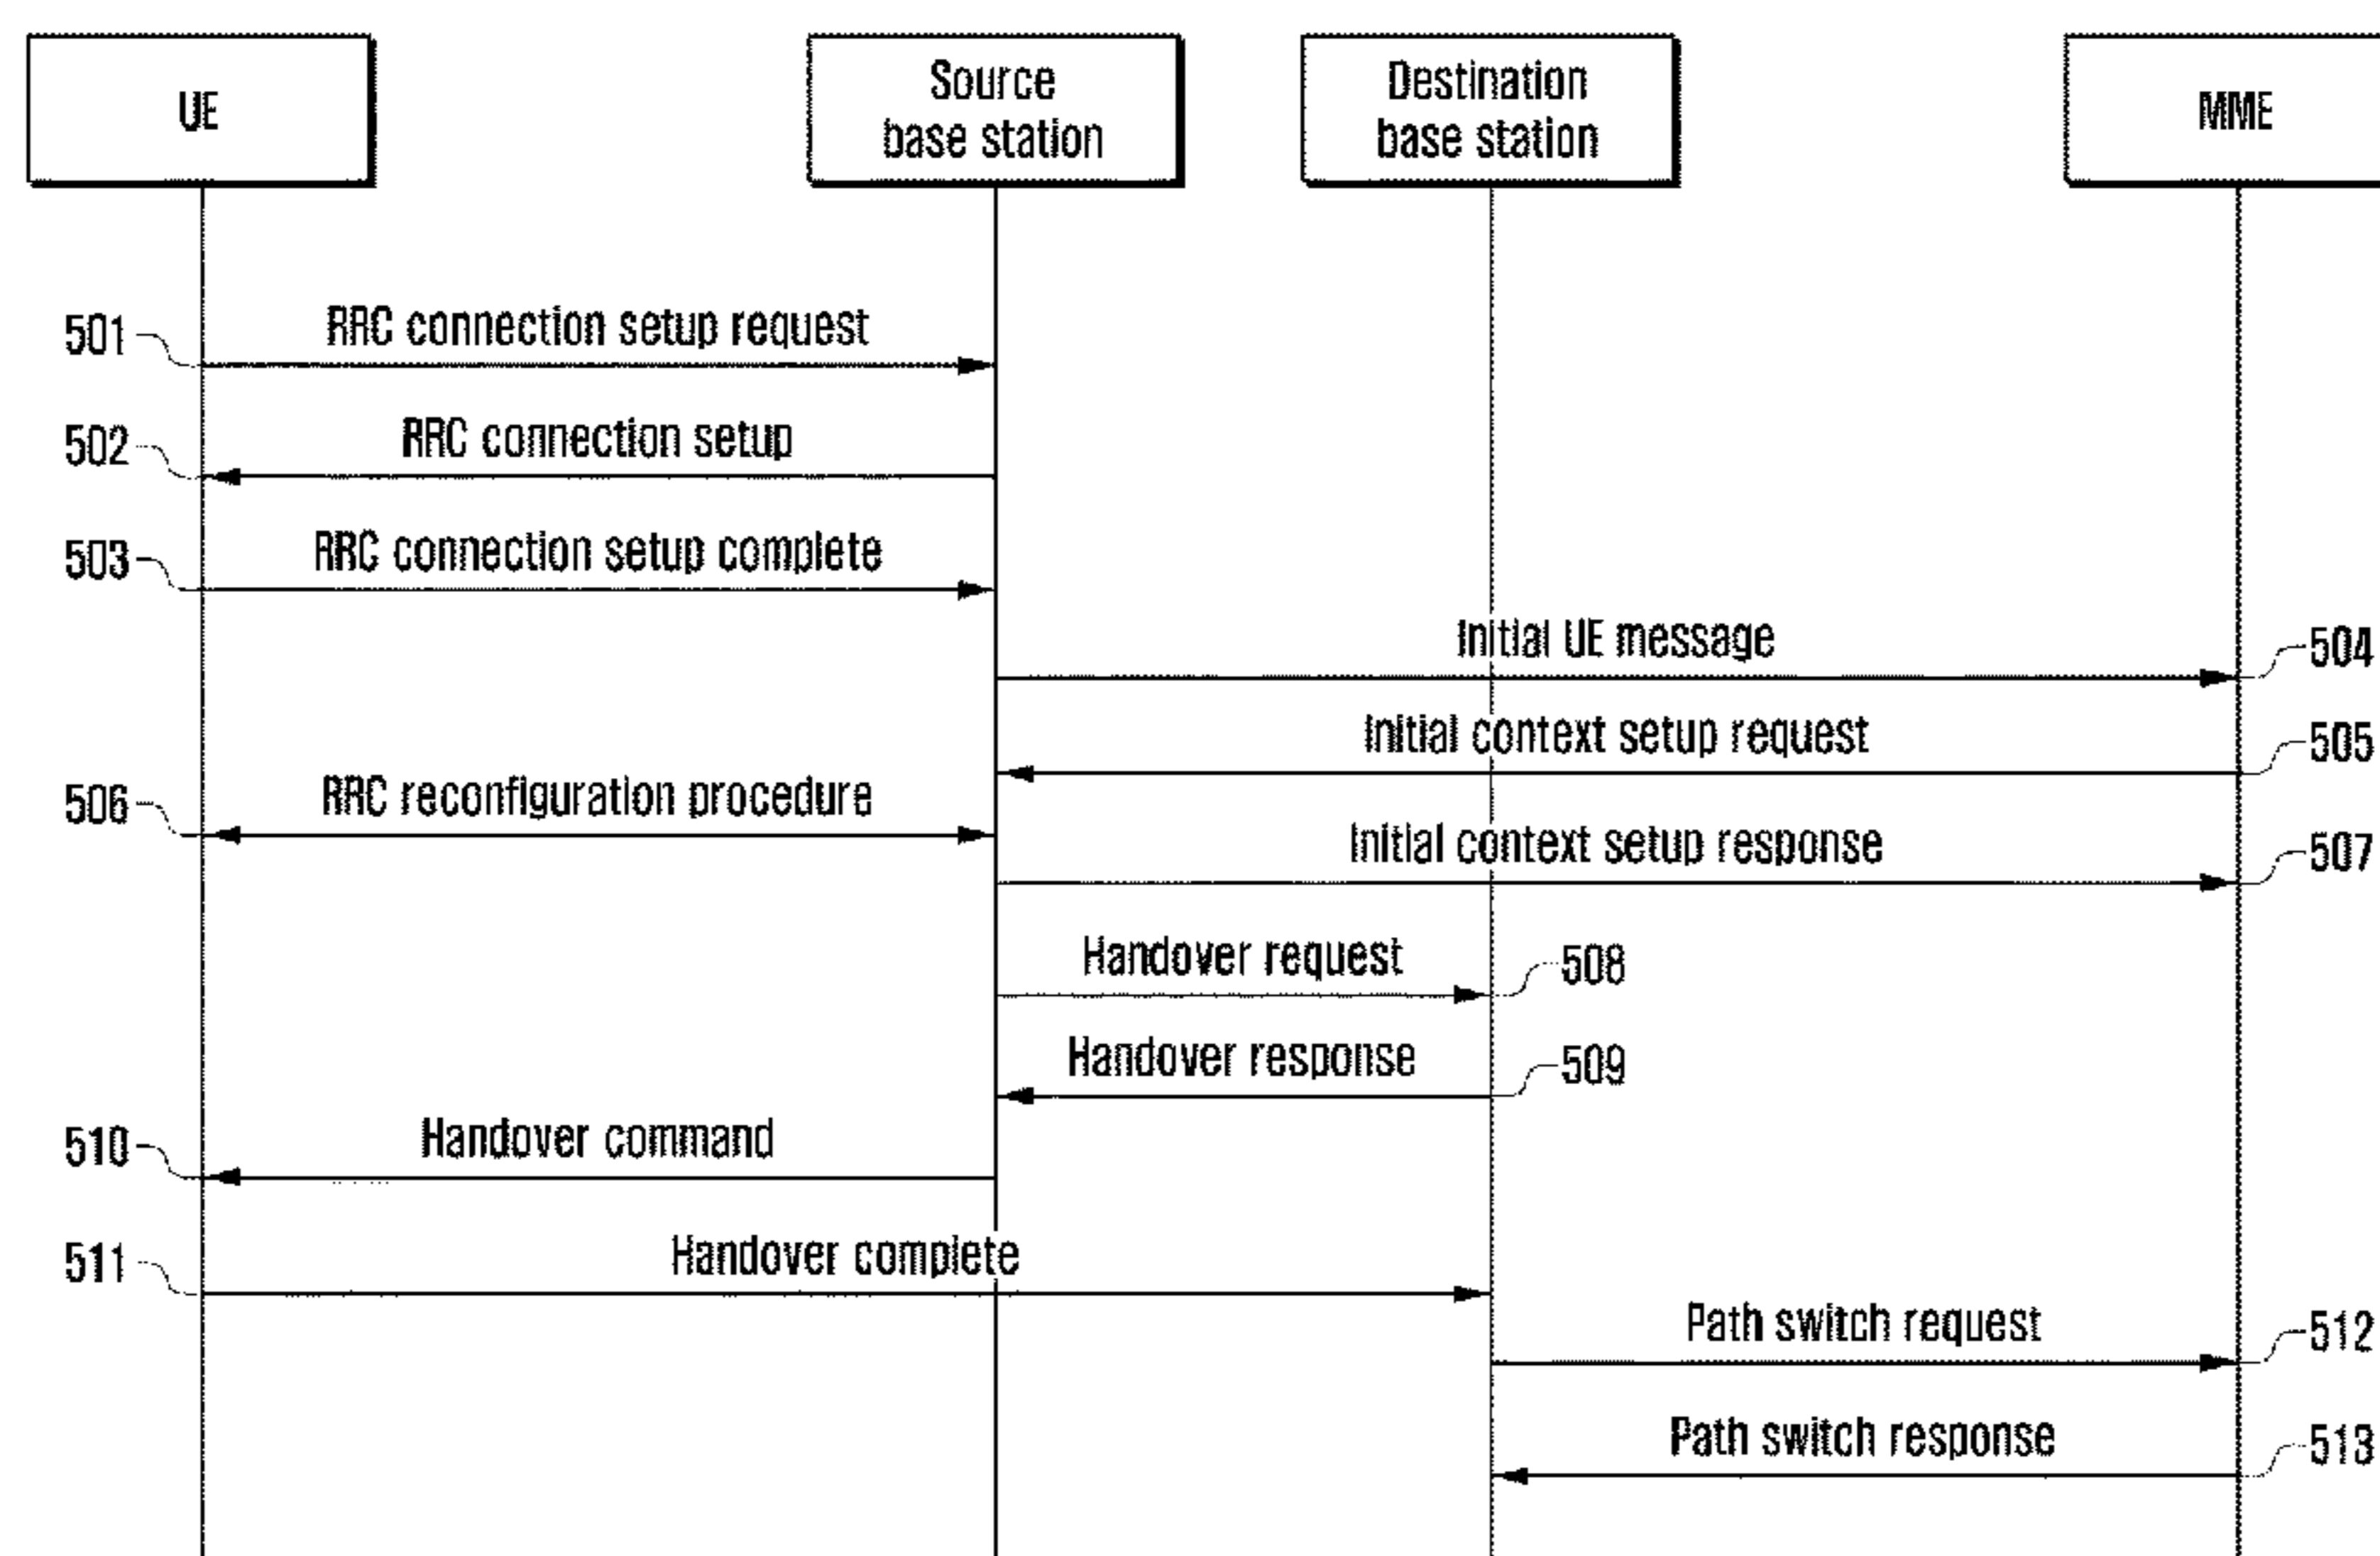 UE
Source
base station
Destination
base station
MME
501
RRC connection setup request
502
RRC connection setup
503
RRC connection setup complete
Initial UE message
504
Initial context setup request
505
506
RRC reconfiguration procedure
Initial context setup response
507
Handover request
508
Handover response
509
510
Handover command
511
Handover complete
Path switch request
512
Path switch response
513